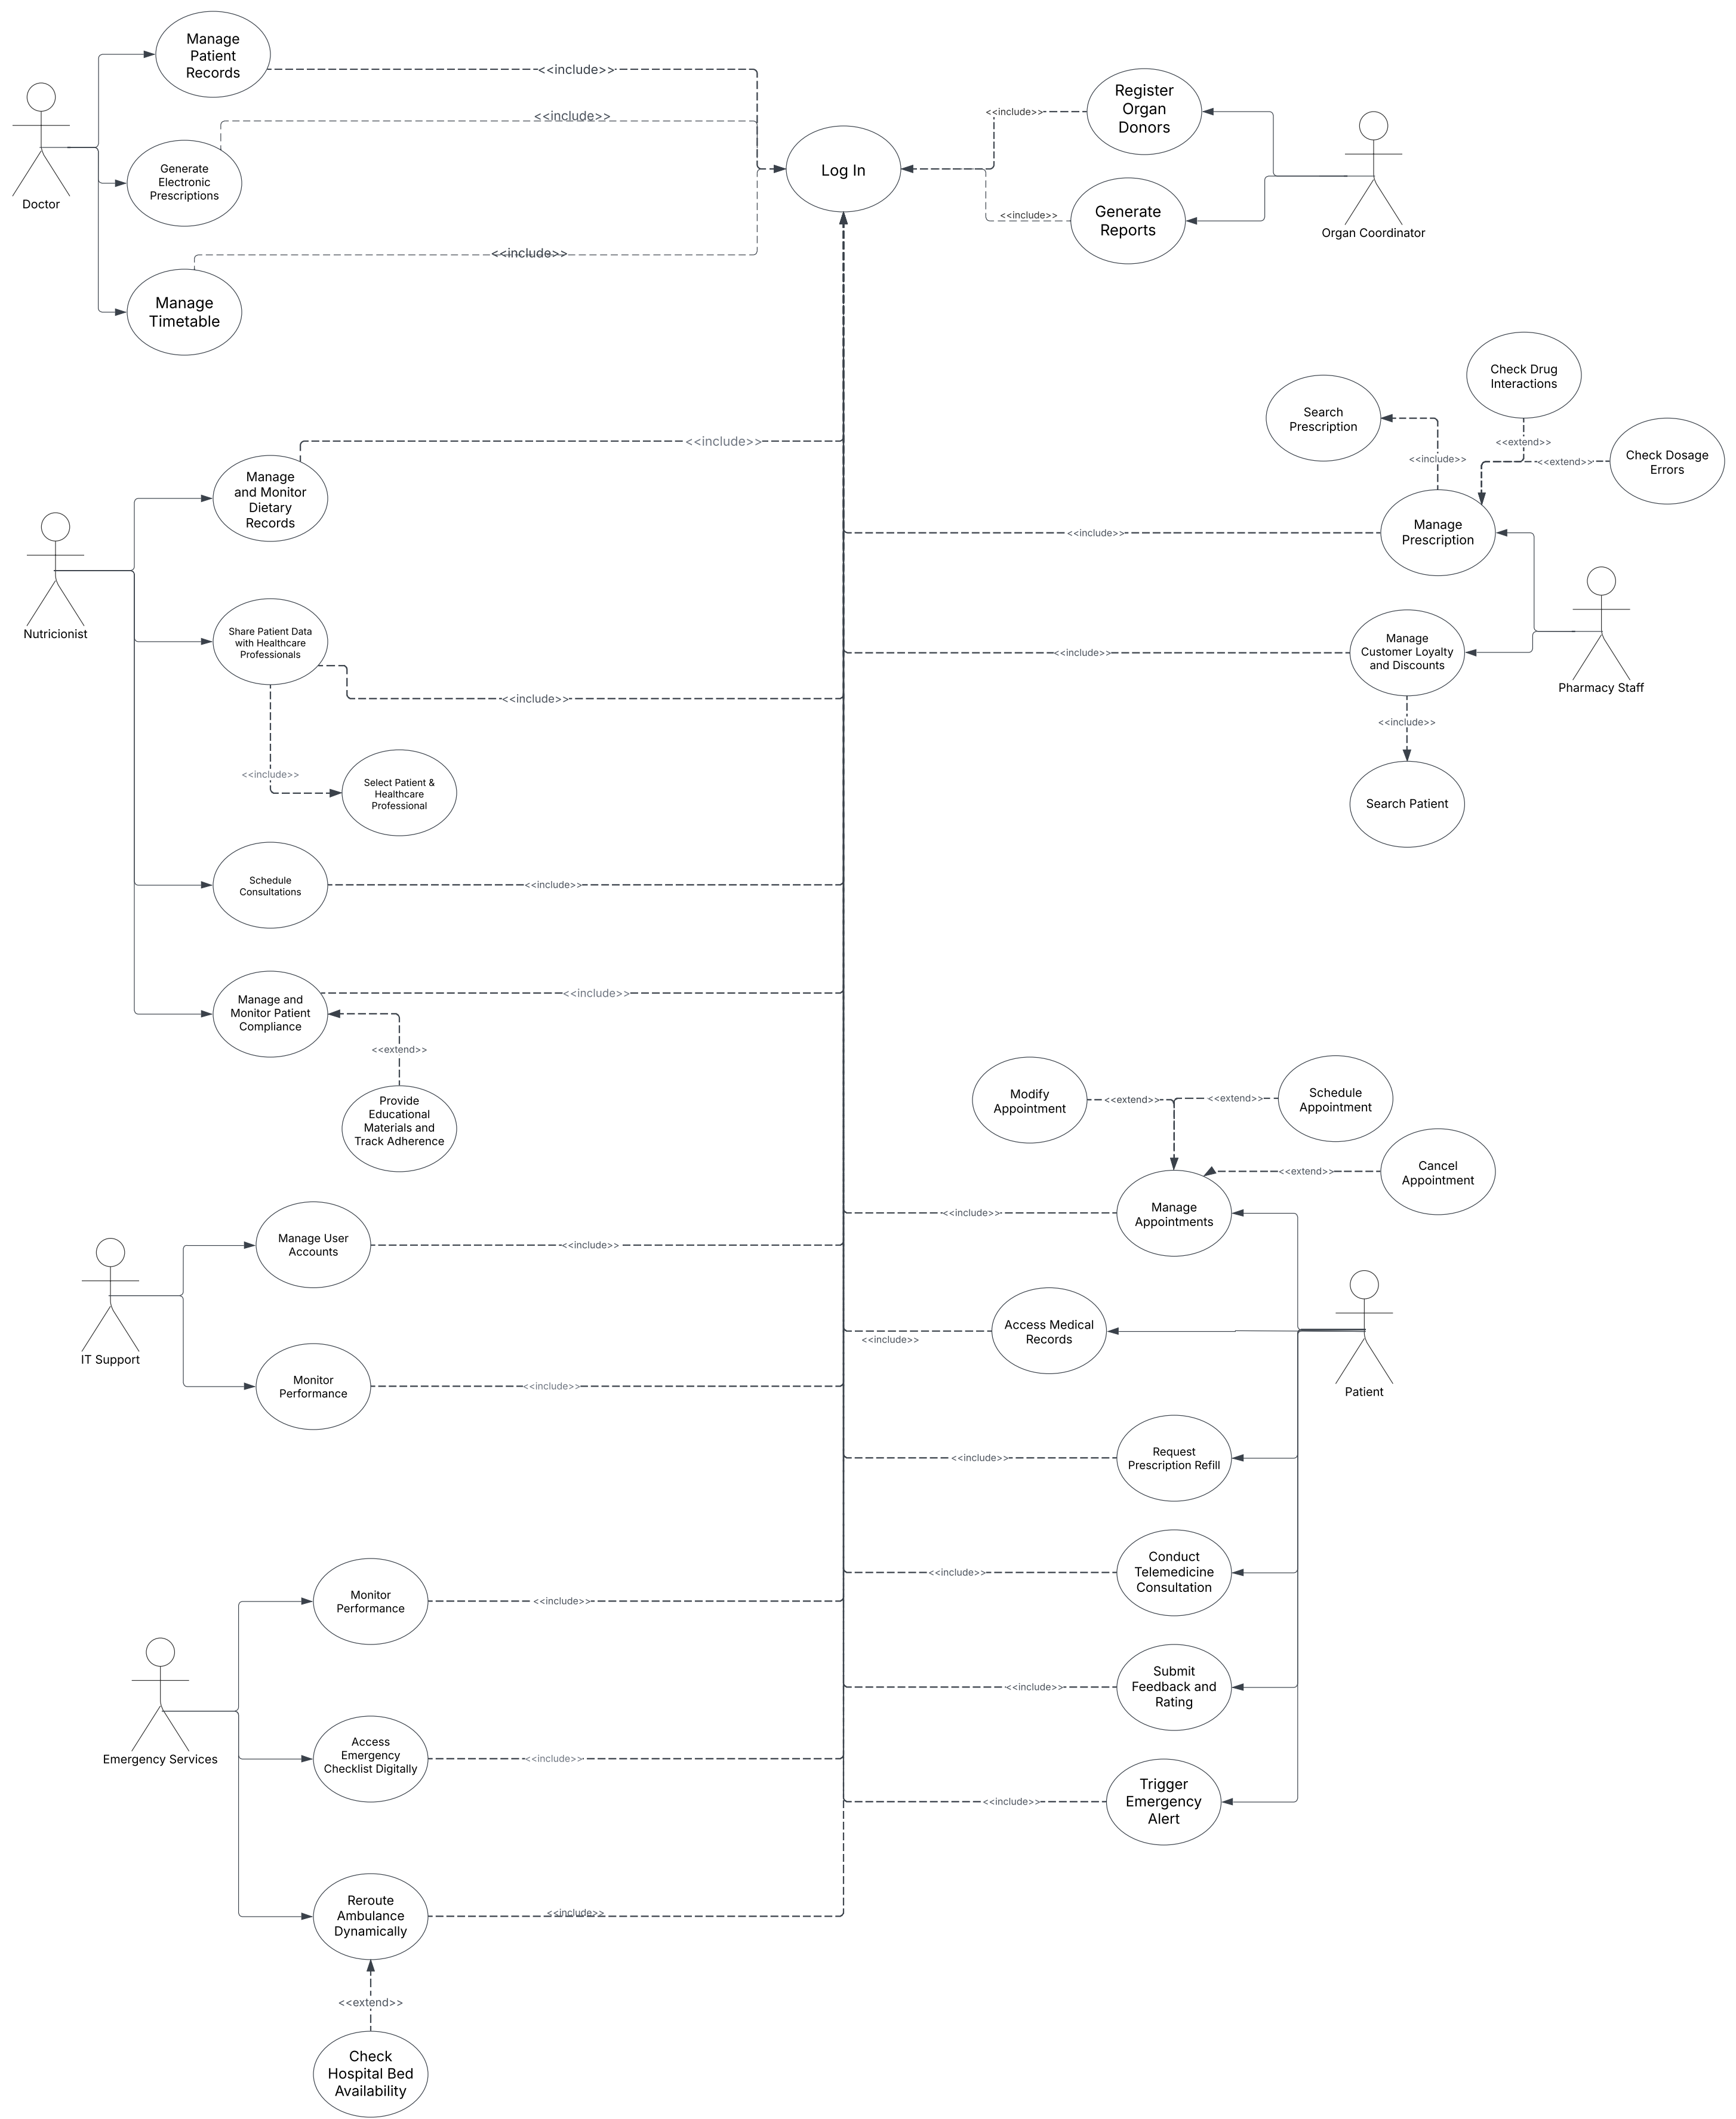 Manage
Patient
Records
<<include>>
Register
Organ
Donors
<<include>>
<<include>>
Log In
Generate
Electronic
Prescriptions
Doctor
Generate
Reports
<<include>>
Organ Coordinator
<<include>>
Manage
Timetable
Check Drug
Interactions
Search
Prescription
<<extend>>
<<include>>
<<extend>>
Check Dosage
Errors
<<include>>
Manage
and Monitor
Dietary
Records
Manage
Prescription
<<include>>
Nutricionist
Share Patient Data
with Healthcare
Professionals
<<include>>
Manage
Customer Loyalty
and Discounts
<<include>>
Pharmacy Staff
<<include>>
<<include>>
Select Patient &
Healthcare
Professional
Search Patient
Schedule
Consultations
<<include>>
<<include>>
Manage and
Monitor Patient
Compliance
<<extend>>
Provide
Educational
Materials and
Track Adherence
Modify
Appointment
<<extend>>
<<extend>>
Schedule
Appointment
<<extend>>
Cancel
Appointment
Manage
Appointments
<<include>>
Manage User
Accounts
<<include>>
IT Support
Access Medical
Records
<<include>>
Monitor
Performance
<<include>>
Patient
Request
Prescription Refill
<<include>>
Conduct
Telemedicine
Consultation
<<include>>
Monitor
Performance
<<include>>
Submit
Feedback and
Rating
<<include>>
Emergency Services
Access
Emergency
Checklist Digitally
<<include>>
Trigger
Emergency
Alert
<<include>>
Reroute
Ambulance
Dynamically
<<include>>
<<extend>>
Check
Hospital Bed
Availability